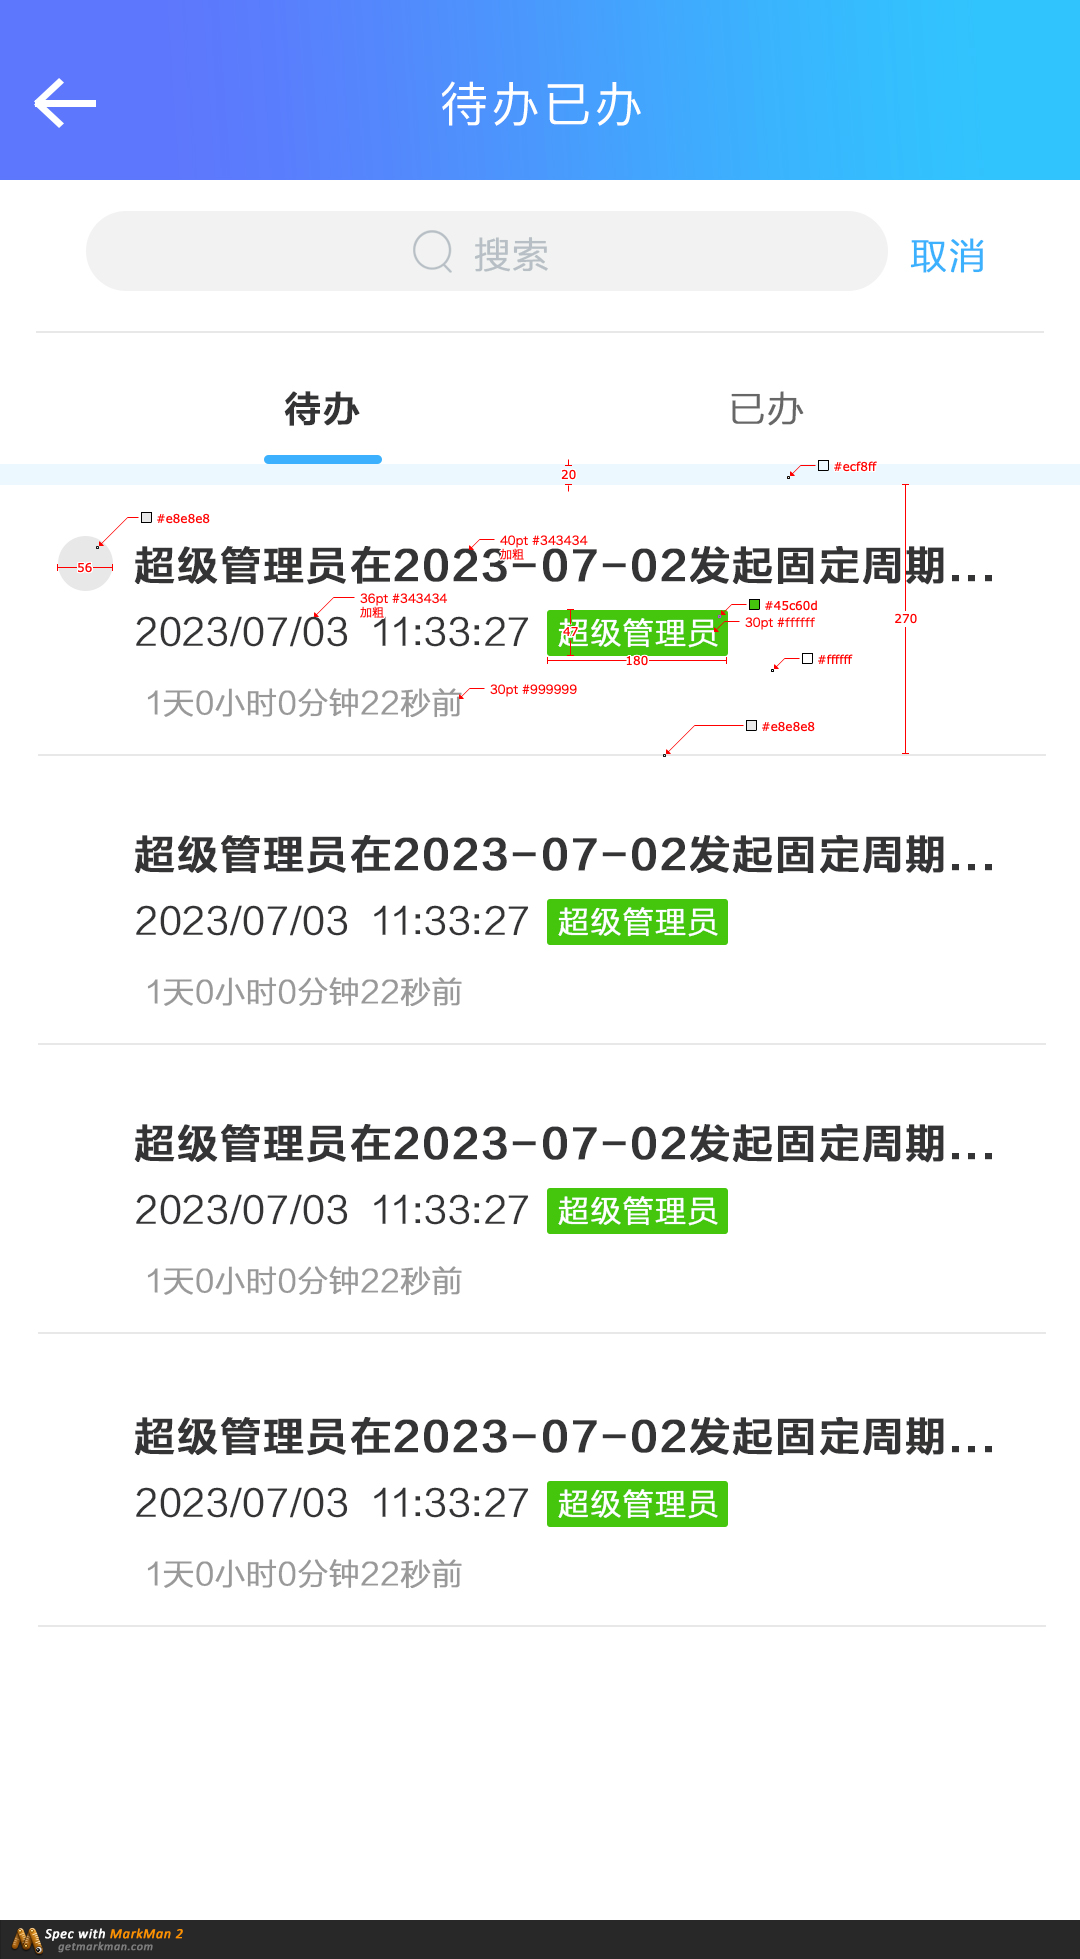 待办已办
搜索
取消
待办 已办
20
#ecf8ff
#e8e8e8
56
40pt #343434
加粗
超级管理员在2023-07-02发起固定周期...
36pt #343434
加粗
#45c60d
30pt #ffffff
270
2023/07/03 11:33:27 超级管理员
47
180
#ffffff
1天0小时0分钟22秒前
30pt #999999
#e8e8e8
超级管理员在2023-07-02发起固定周期...
2023/07/03 11:33:27 超级管理员
1天0小时0分钟22秒前
超级管理员在2023-07-02发起固定周期...
2023/07/03 11:33:27 超级管理员
1天0小时0分钟22秒前
超级管理员在2023-07-02发起固定周期...
2023/07/03 11:33:27 超级管理员
1天0小时0分钟22秒前
Spec with MarkMan 2
getmarkman.com